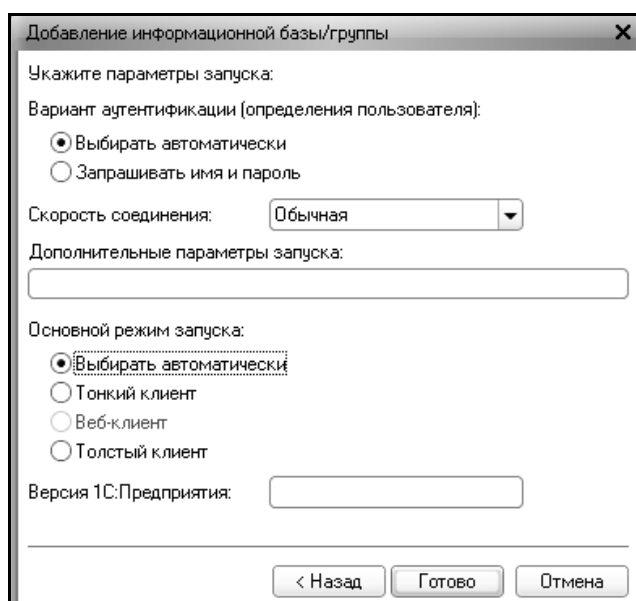 Добавление информационной базы/группы
Укажите параметры запуска:
Вариант аутентификации (определения пользователя):
Выбирать автоматически
Запрашивать имя и пароль
Скорость соединения: Обычная
Дополнительные параметры запуска:
Основной режим запуска:
Выбирать автоматически
Тонкий клиент
Веб-клиент
Толстый клиент
Версия 1С:Предприятия:
< Назад Готово Отмена